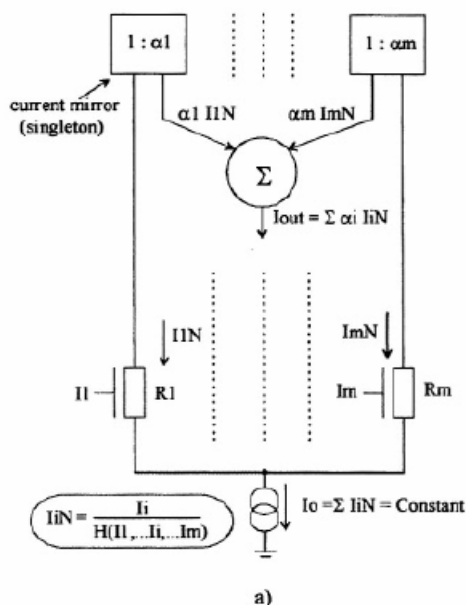 1 : α1
1 : αm
current mirror
(singleton)
α1 I1N
αm ImN
Σ
Iout = Σ αi IiN
I1N
ImN
I1
R1
Im
Rm
IiN = Ii
H(I1,...Ii,...Im)
Io =Σ IiN = Constant
a)